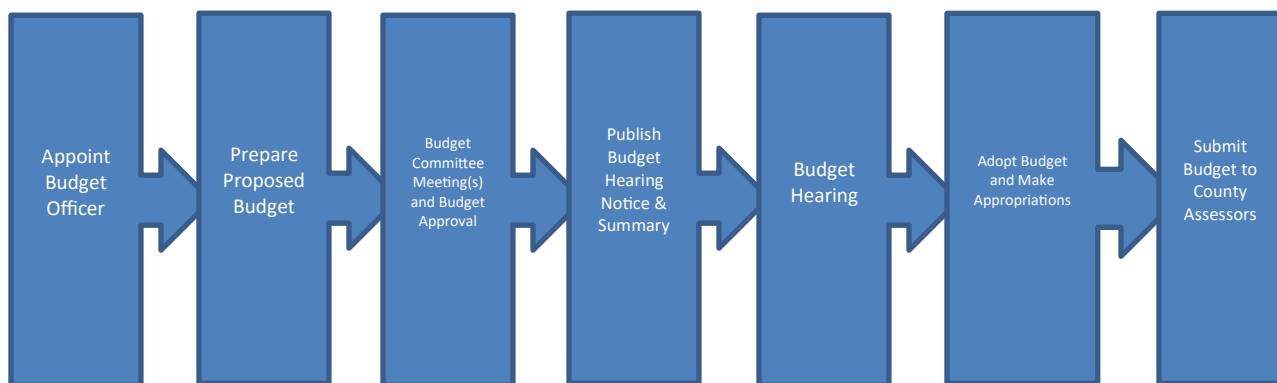 Appoint
Budget
Officer
Prepare
Proposed
Budget
Budget
Committee
Meeting(s)
and Budget
Approval
Publish
Budget
Hearing
Notice &
Summary
Budget
Hearing
Adopt Budget
and Make
Appropriations
Submit
Budget to
County
Assessors